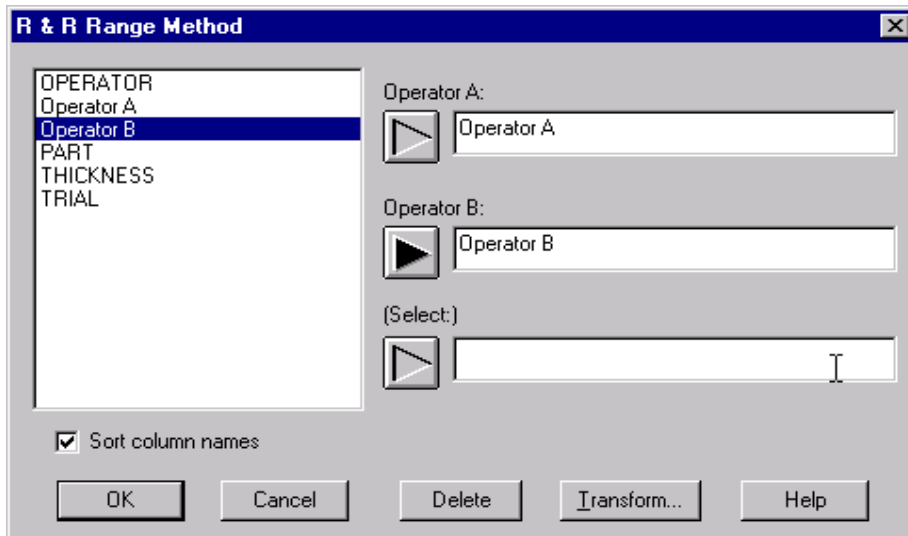 R & R Range Method
OPERATOR
Operator A
Operator B
PART
THICKNESS
TRIAL
Operator A:
Operator A
Operator B:
Operator B
(Select:)
Sort column names
OK
Cancel
Delete
Transform...
Help